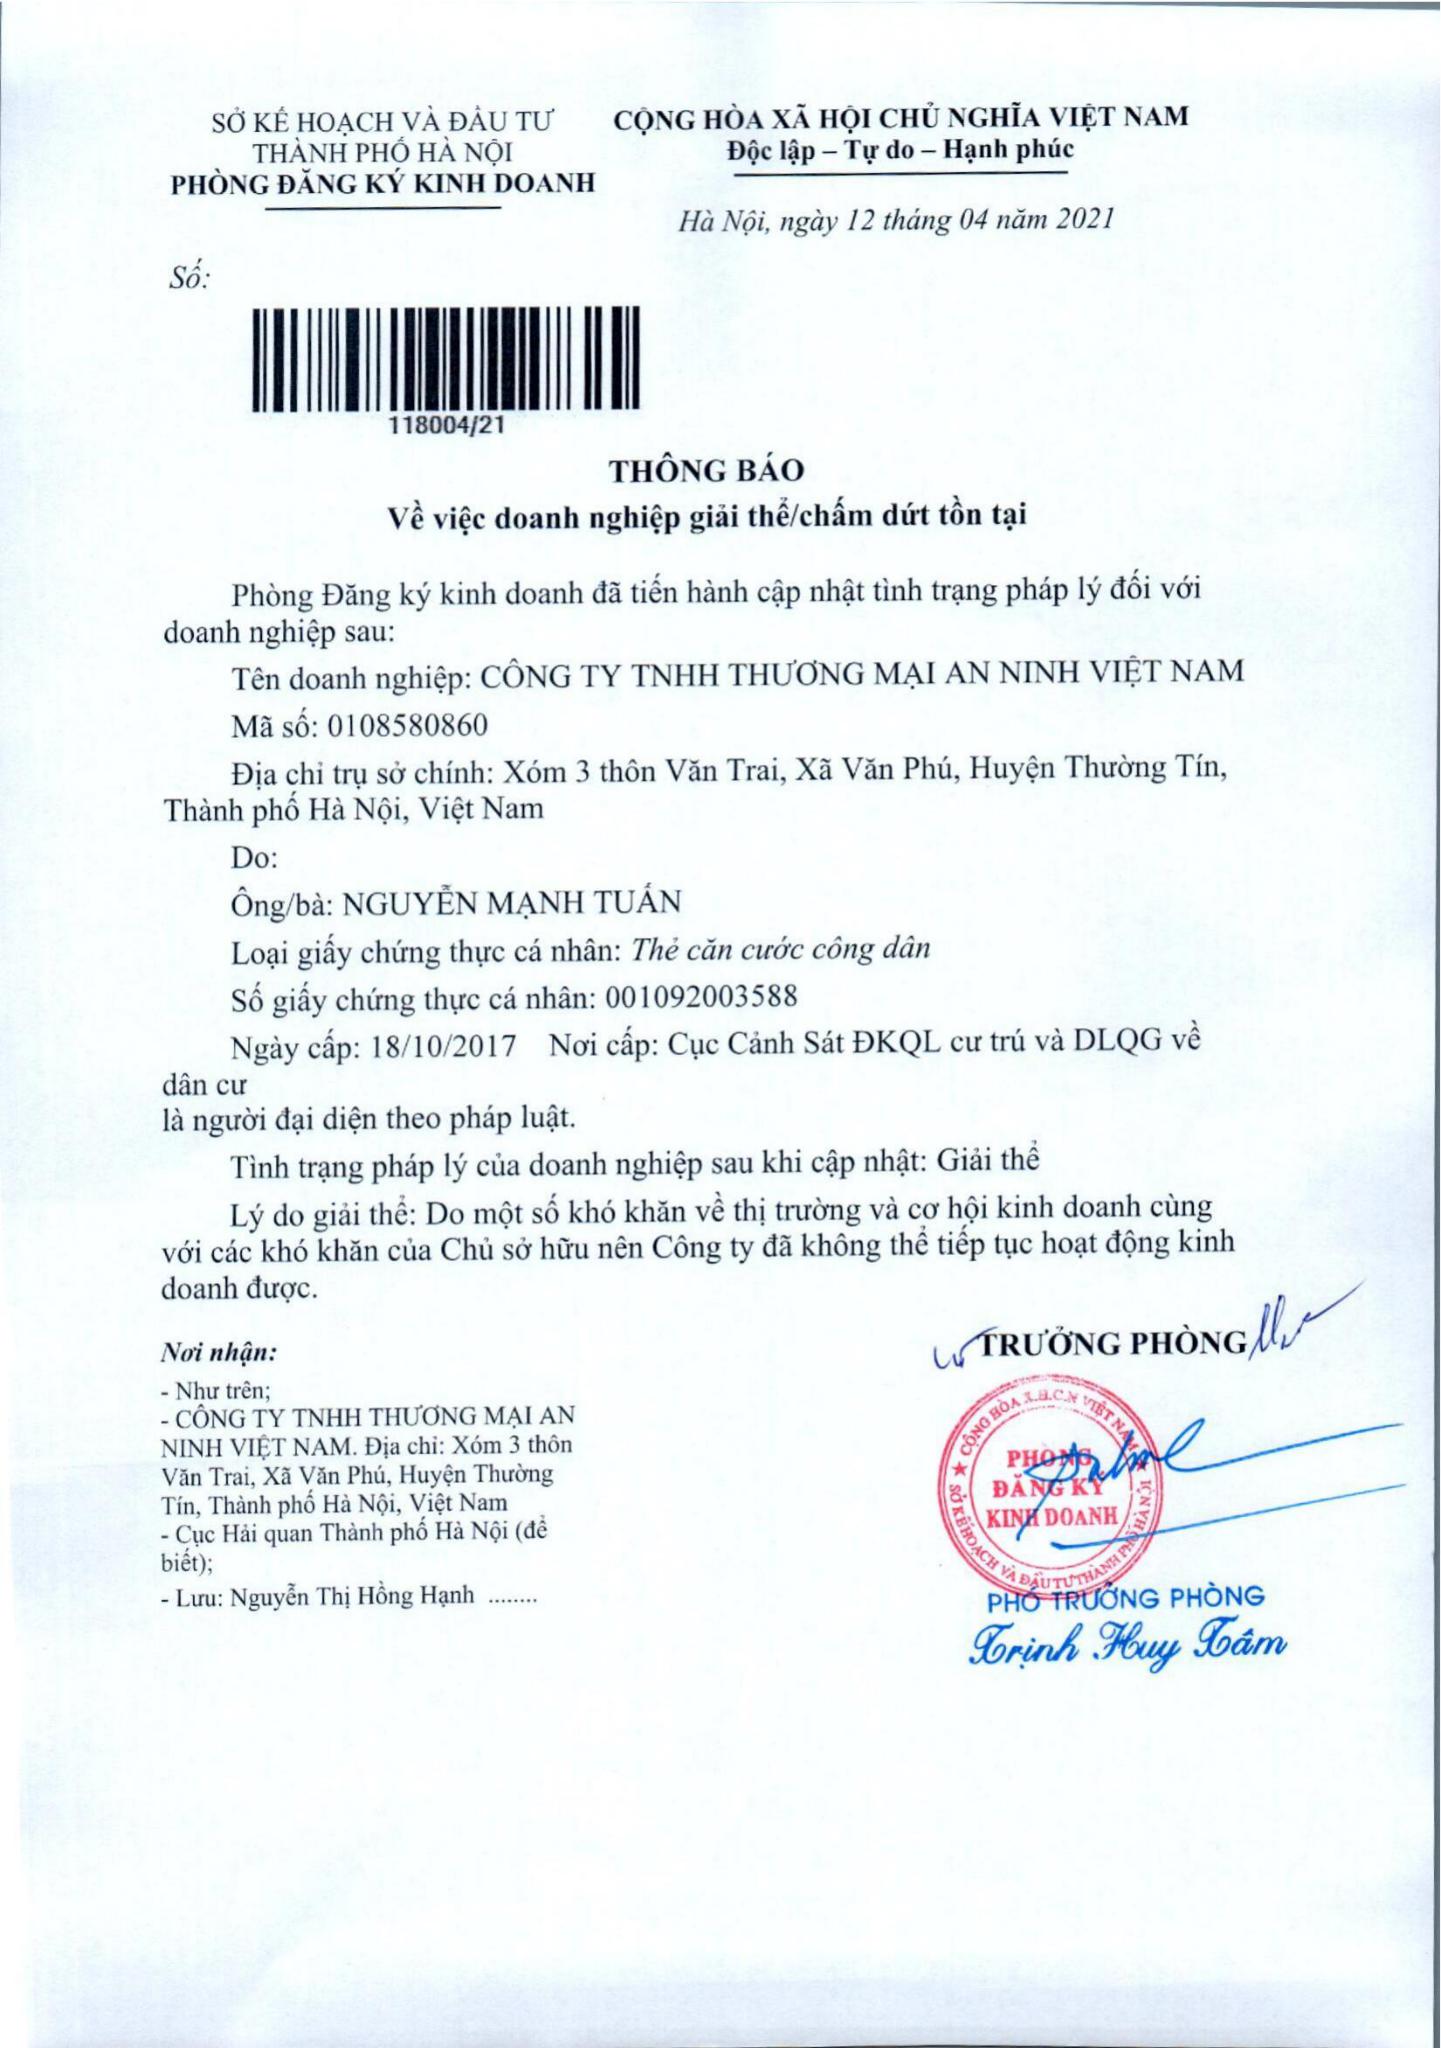 SỞ KẾ HOẠCH VÀ ĐẦU TƯ
THÀNH PHỐ HÀ NỘI
PHÒNG ĐĂNG KÝ KINH DOANH
CỘNG HÒA XÃ HỘI CHỦ NGHĨA VIỆT NAM
Độc lập – Tự do – Hạnh phúc
Hà Nội, ngày 12 tháng 04 năm 2021
Số:
118004/21
THÔNG BÁO
Về việc doanh nghiệp giải thể/chấm dứt tồn tại
Phòng Đăng ký kinh doanh đã tiến hành cập nhật tình trạng pháp lý đối với
doanh nghiệp sau:
Tên doanh nghiệp: CÔNG TY TNHH THƯƠNG MẠI AN NINH VIỆT NAM
Mã số: 0108580860
Địa chỉ trụ sở chính: Xóm 3 thôn Văn Trai, Xã Văn Phú, Huyện Thường Tín,
Thành phố Hà Nội, Việt Nam
Do:
Ông/bà: NGUYỄN MẠNH TUẤN
Loại giấy chứng thực cá nhân: Thẻ căn cước công dân
Số giấy chứng thực cá nhân: 001092003588
Ngày cấp: 18/10/2017 Nơi cấp: Cục Cảnh Sát ĐKQL cư trú và DLQG về
dân cư
là người đại diện theo pháp luật.
Tình trạng pháp lý của doanh nghiệp sau khi cập nhật: Giải thể
Lý do giải thể: Do một số khó khăn về thị trường và cơ hội kinh doanh cùng
với các khó khăn của Chủ sở hữu nên Công ty đã không thể tiếp tục hoạt động kinh
doanh được.
Nơi nhận:
- Như trên;
- CÔNG TY TNHH THƯƠNG MẠI AN
NINH VIỆT NAM. Địa chỉ: Xóm 3 thôn
Văn Trai, Xã Văn Phú, Huyện Thường
Tín, Thành phố Hà Nội, Việt Nam
- Cục Hải quan Thành phố Hà Nội (để
biết);
- Lưu: Nguyễn Thị Hồng Hạnh ........
TRƯỞNG PHÒNG
CỘNG HÒA X.H.C.N VIỆT NAM
SỞ KẾ HOẠCH VÀ ĐẦU TƯ THÀNH PHỐ HÀ NỘI
PHÒNG
ĐĂNG KÝ
KINH DOANH
PHÓ TRƯỞNG PHÒNG
Trịnh Huy Tâm